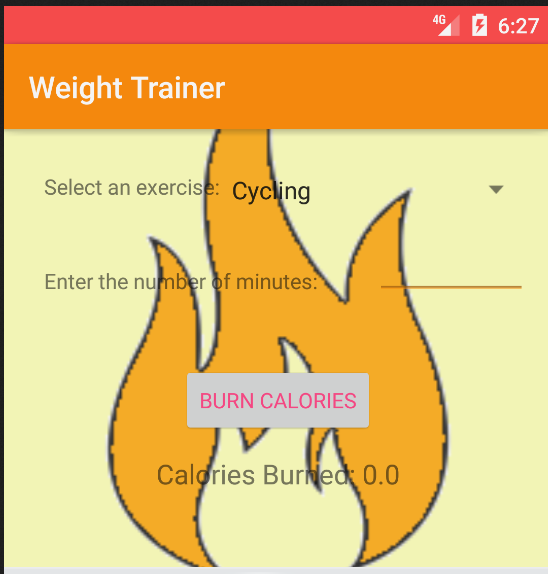 4G 6:27
Weight Trainer
Select an exercise: Cycling
Enter the number of minutes:
BURN CALORIES
Calories Burned: 0.0